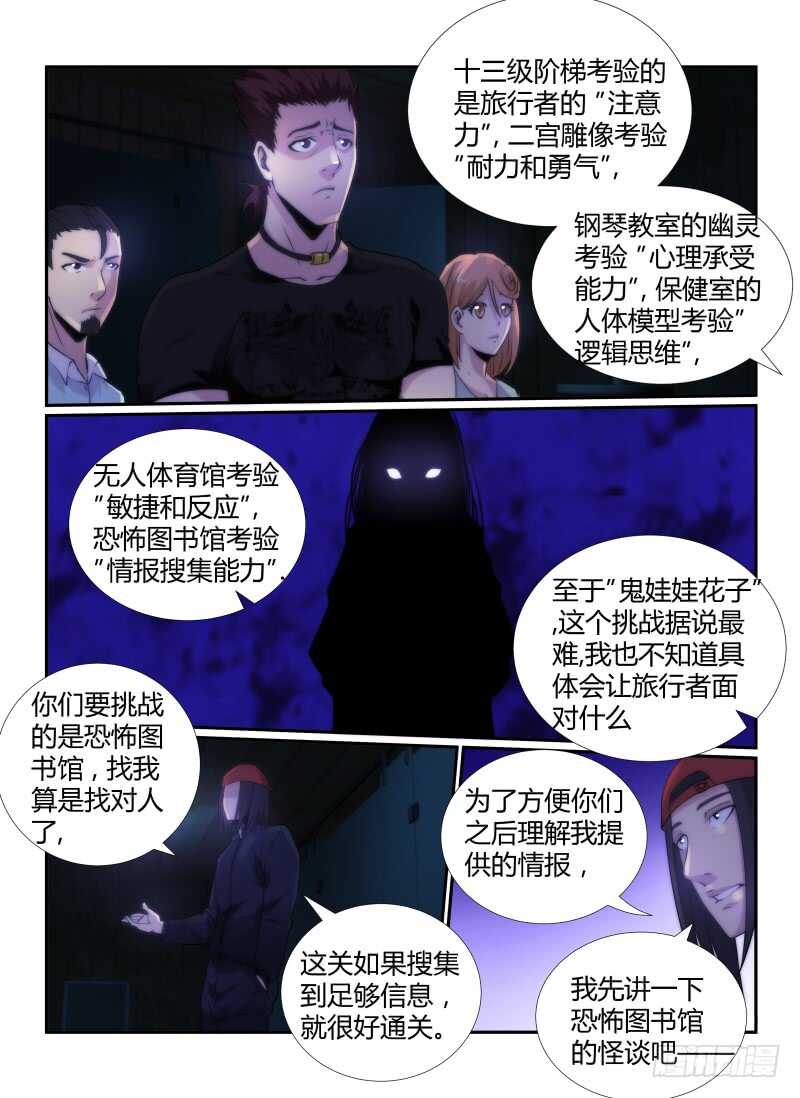 十三级阶梯考验的
是旅行者的“注意
力”，二宫雕像考验
“耐力和勇气”，
钢琴教室的幽灵
考验“心理承受
能力”，保健室的
人体模型考验”
逻辑思维”，
无人体育馆考验
”敏捷和反应”，
恐怖图书馆考验
”情报搜集能力”.
至于“鬼娃娃花子”
,这个挑战据说最
难,我也不知道具
体会让旅行者面
对什么
你们要挑战
的是恐怖图
书馆，找我
算是找对人
了,
这关如果搜集
到足够信息，
就很好通关。
为了方便你们
之后理解我提
供的情报，
我先讲一下
恐怖图书馆
的怪谈吧——
腾讯动漫